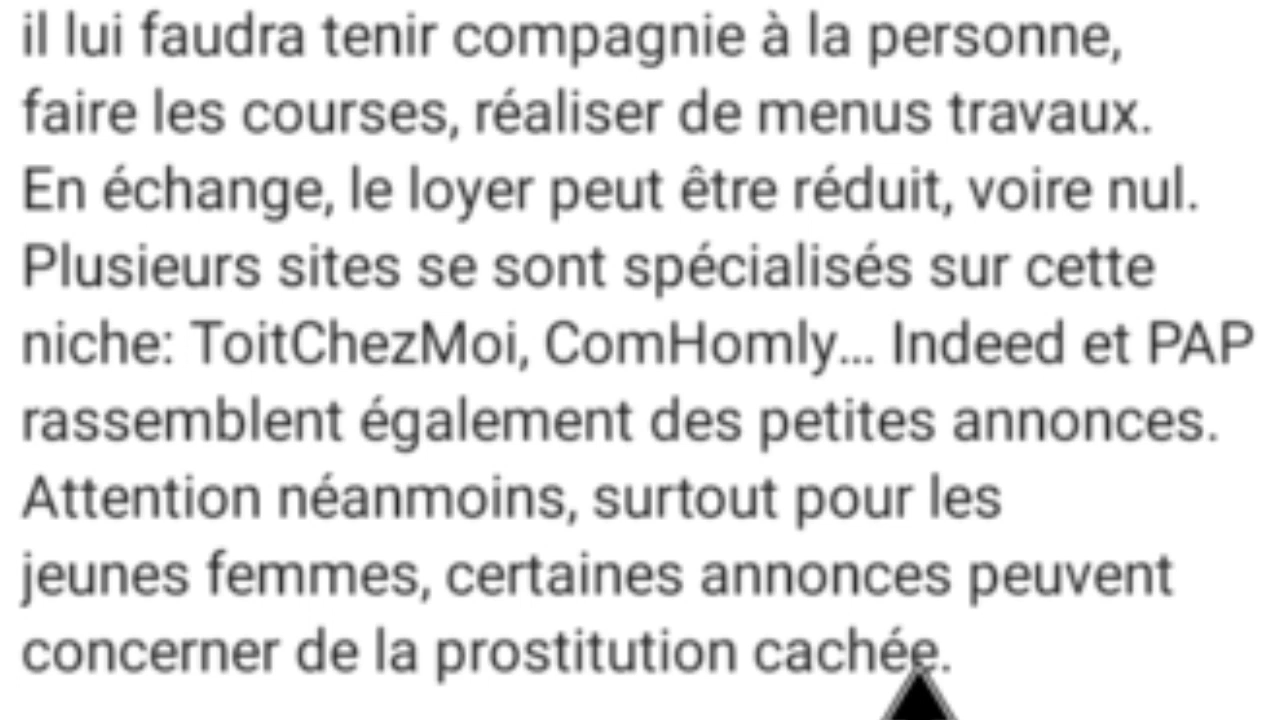 il lui faudra tenir compagnie à la personne,
faire les courses, réaliser de menus travaux.
En échange, le loyer peut être réduit, voire nul.
Plusieurs sites se sont spécialisés sur cette
niche: ToitChezMoi, ComHomly… Indeed et PAP
rassemblent également des petites annonces.
Attention néanmoins, surtout pour les
jeunes femmes, certaines annonces peuvent
concerner de la prostitution cachée.